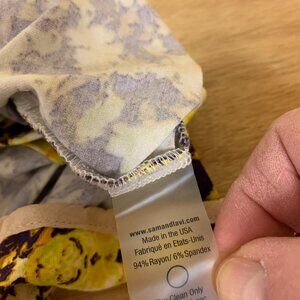 www.samandlavi.com
Made in the USA
Fabriqué en Etats-Unis
94% Rayon/ 6% Spandex
Clean Only